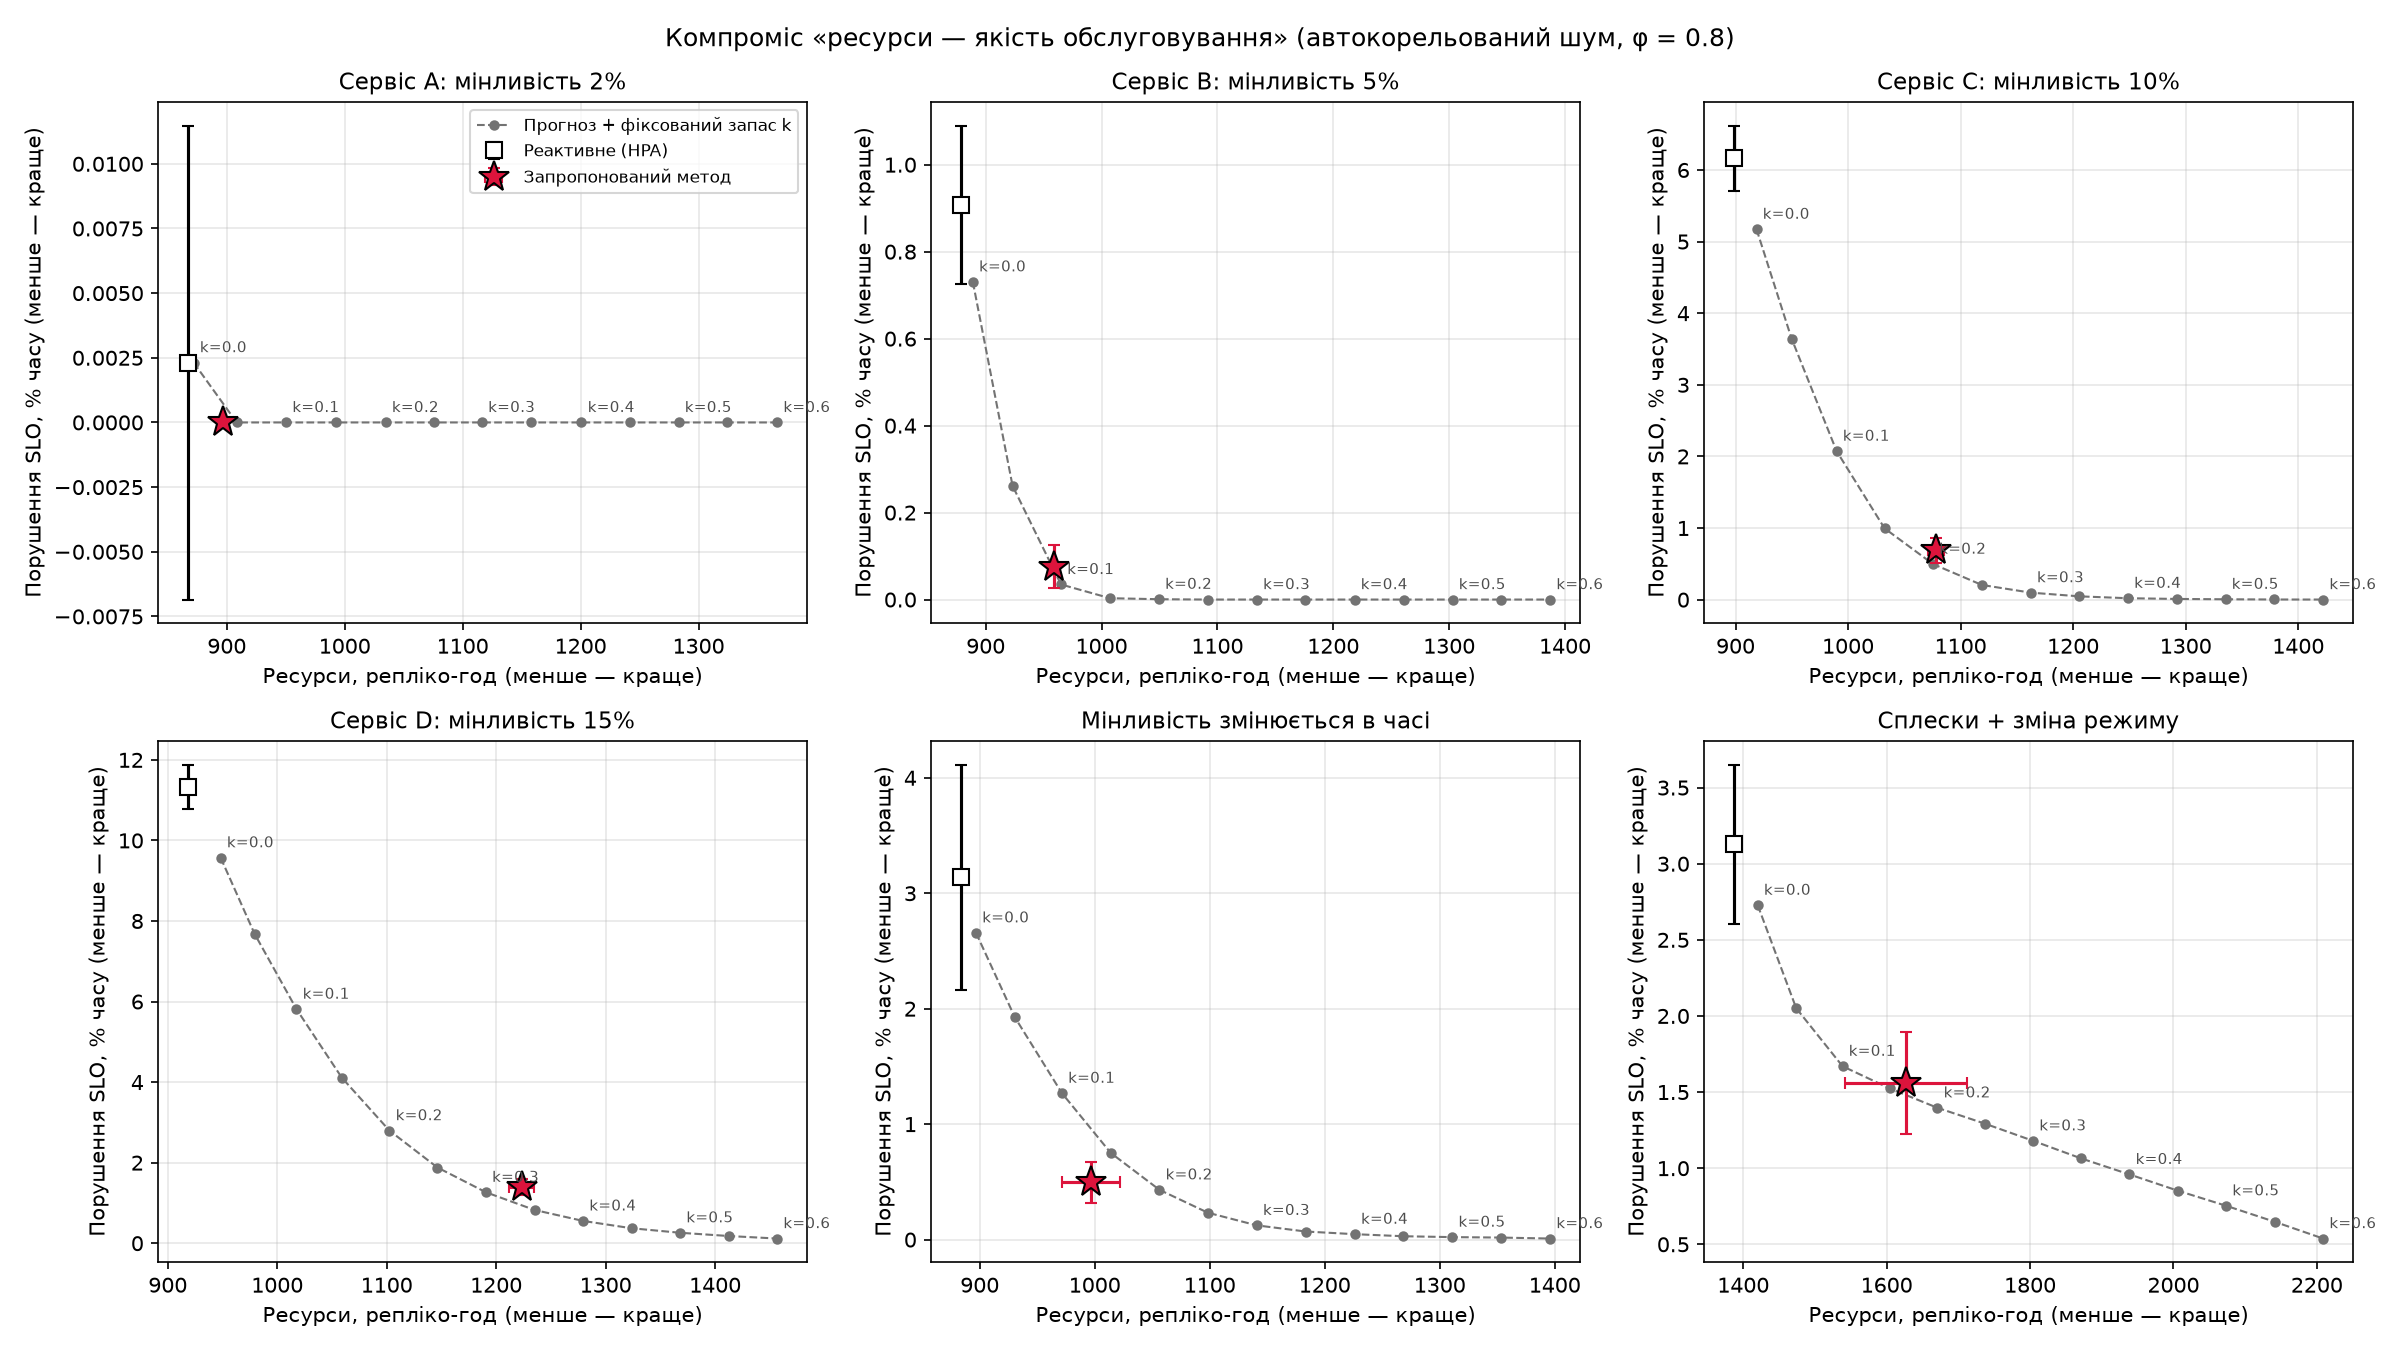 Компроміс «ресурси — якість обслуговування» (автокорельований шум, φ = 0.8)
Сервіс A: мінливість 2%
Порушення SLO, % часу (менше — краще)
0.0100
0.0075
0.0050
0.0025
0.0000
−0.0025
−0.0050
−0.0075
Прогноз + фіксований запас k
Реактивне (HPA)
Запропонований метод
k=0.0
k=0.1
k=0.2
k=0.3
k=0.4
k=0.5
k=0.6
900 1000 1100 1200 1300
Ресурси, репліко-год (менше — краще)
Сервіс B: мінливість 5%
Порушення SLO, % часу (менше — краще)
1.0
0.8
0.6
0.4
0.2
0.0
k=0.0
k=0.1
k=0.2
k=0.3
k=0.4
k=0.5
k=0.6
900 1000 1100 1200 1300 1400
Ресурси, репліко-год (менше — краще)
Сервіс C: мінливість 10%
Порушення SLO, % часу (менше — краще)
6
5
4
3
2
1
0
k=0.0
k=0.1
k=0.2
k=0.3
k=0.4
k=0.5
k=0.6
900 1000 1100 1200 1300 1400
Ресурси, репліко-год (менше — краще)
Сервіс D: мінливість 15%
Порушення SLO, % часу (менше — краще)
12
10
8
6
4
2
0
k=0.0
k=0.1
k=0.2
k=0.3
k=0.4
k=0.5
k=0.6
900 1000 1100 1200 1300 1400
Ресурси, репліко-год (менше — краще)
Мінливість змінюється в часі
Порушення SLO, % часу (менше — краще)
4
3
2
1
0
k=0.0
k=0.1
k=0.2
k=0.3
k=0.4
k=0.5
k=0.6
900 1000 1100 1200 1300 1400
Ресурси, репліко-год (менше — краще)
Сплески + зміна режиму
Порушення SLO, % часу (менше — краще)
3.5
3.0
2.5
2.0
1.5
1.0
0.5
k=0.0
k=0.1
k=0.2
k=0.3
k=0.4
k=0.5
k=0.6
1400 1600 1800 2000 2200
Ресурси, репліко-год (менше — краще)